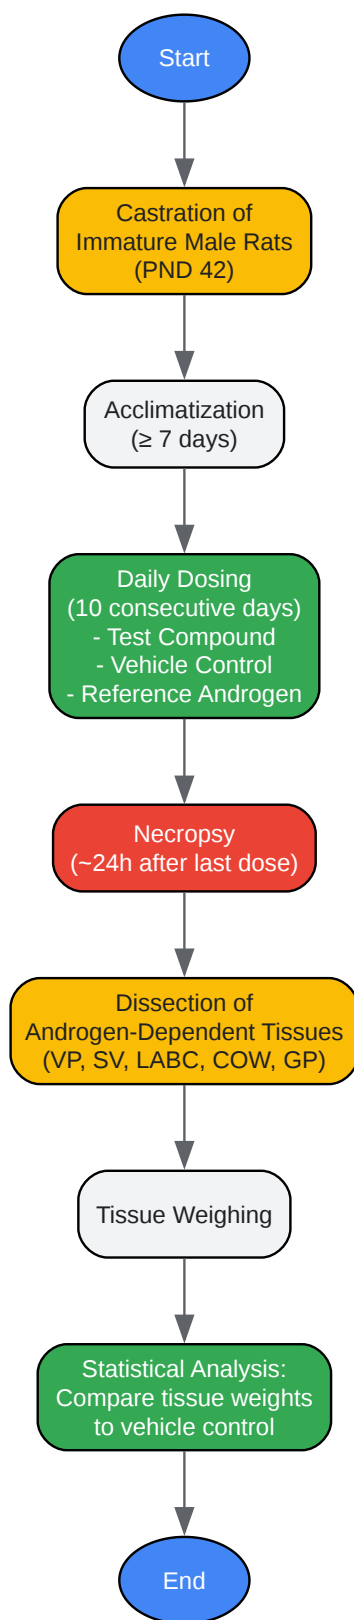 Start
Castration of
Immature Male Rats
(PND 42)
Acclimatization
(≥ 7 days)
Daily Dosing
(10 consecutive days)
- Test Compound
- Vehicle Control
- Reference Androgen
Necropsy
(~24h after last dose)
Dissection of
Androgen-Dependent Tissues
(VP, SV, LABC, COW, GP)
Tissue Weighing
Statistical Analysis:
Compare tissue weights
to vehicle control
End